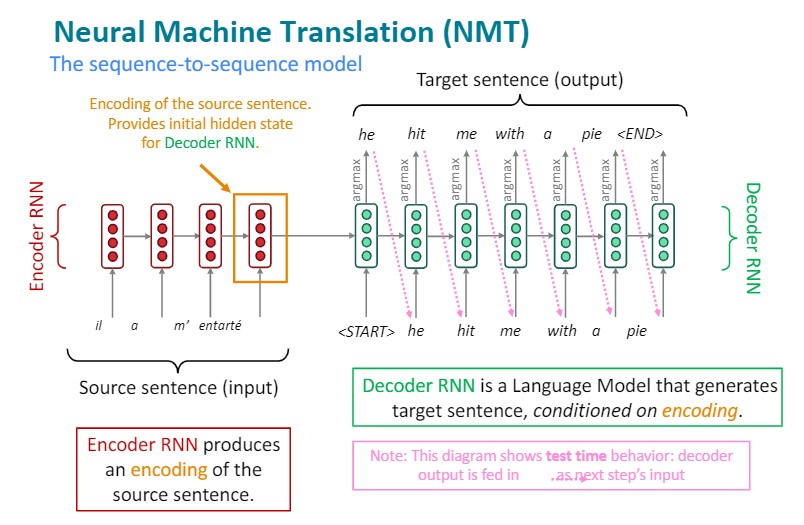 Neural Machine Translation (NMT)
The sequence-to-sequence model
Target sentence (output)
Encoding of the source sentence.
Provides initial hidden state
for Decoder RNN.
he hit me with a pie <END>
argmax argmax argmax argmax argmax argmax argmax
Encoder RNN
Decoder RNN
il a m' entarté
<START> he hit me with a pie
Source sentence (input)
Decoder RNN is a Language Model that generates
target sentence, conditioned on encoding.
Encoder RNN produces
an encoding of the
source sentence.
Note: This diagram shows test time behavior: decoder
output is fed in as next step's input